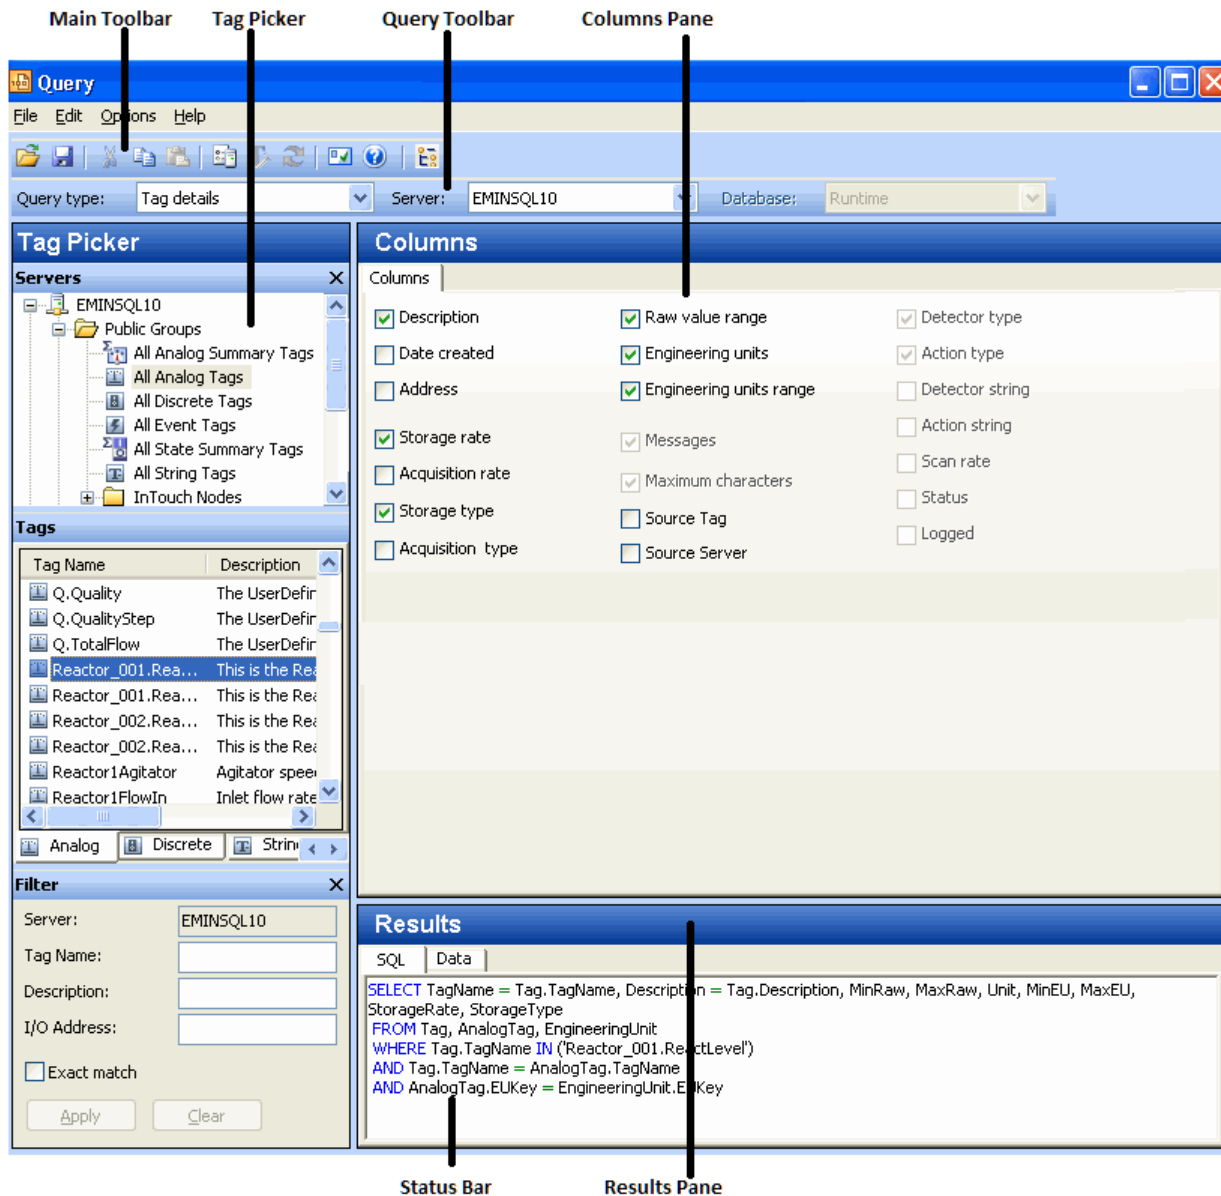 Main Toolbar Tag Picker Query Toolbar Columns Pane
Query
File Edit Options Help
Query type: Tag details Server: EMINSQL10 Database: Runtime
Tag Picker
Servers
EMINSQL10
Public Groups
All Analog Summary Tags
All Analog Tags
All Discrete Tags
All Event Tags
All State Summary Tags
All String Tags
InTouch Nodes
Tags
Tag Name Description
Q.Quality The UserDefin
Q.QualityStep The UserDefin
Q.TotalFlow The UserDefin
Reactor_001.Rea... This is the Rea
Reactor_001.Rea... This is the Rea
Reactor_002.Rea... This is the Rea
Reactor_002.Rea... This is the Rea
Reactor1Agitator Agitator speed
Reactor1FlowIn Inlet flow rate
Analog Discrete String
Filter
Server: EMINSQL10
Tag Name:
Description:
I/O Address:
Exact match
Apply Clear
Columns
Columns
Description
Date created
Address
Storage rate
Acquisition rate
Storage type
Acquisition type
Raw value range
Engineering units
Engineering units range
Messages
Maximum characters
Source Tag
Source Server
Detector type
Action type
Detector string
Action string
Scan rate
Status
Logged
Results
SQL Data
SELECT TagName = Tag.TagName, Description = Tag.Description, MinRaw, MaxRaw, Unit, MinEU, MaxEU,
StorageRate, StorageType
FROM Tag, AnalogTag, EngineeringUnit
WHERE Tag.TagName IN ('Reactor_001.ReactLevel')
AND Tag.TagName = AnalogTag.TagName
AND AnalogTag.EUKey = EngineeringUnit.EUKey
Status Bar Results Pane